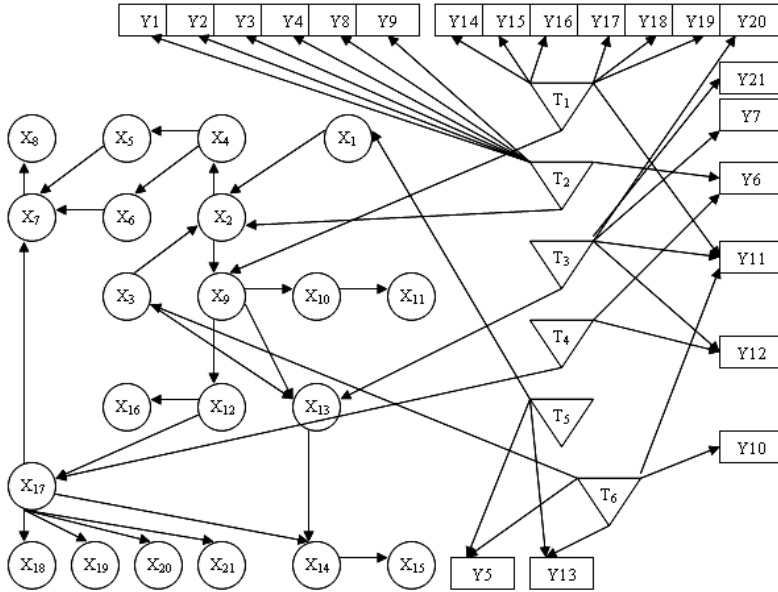 Y1 Y2 Y3 Y4 Y8 Y9 Y14 Y15 Y16 Y17 Y18 Y19 Y20
Y21
T1
Y7
X8 X5 X4 X1
T2 Y6
X7 X6 X2
T3 Y11
X3 X9 X10 X11
T4 Y12
X16 X12 X13 T5
Y10
X17 T6
X18 X19 X20 X21 X14 X15 Y5 Y13